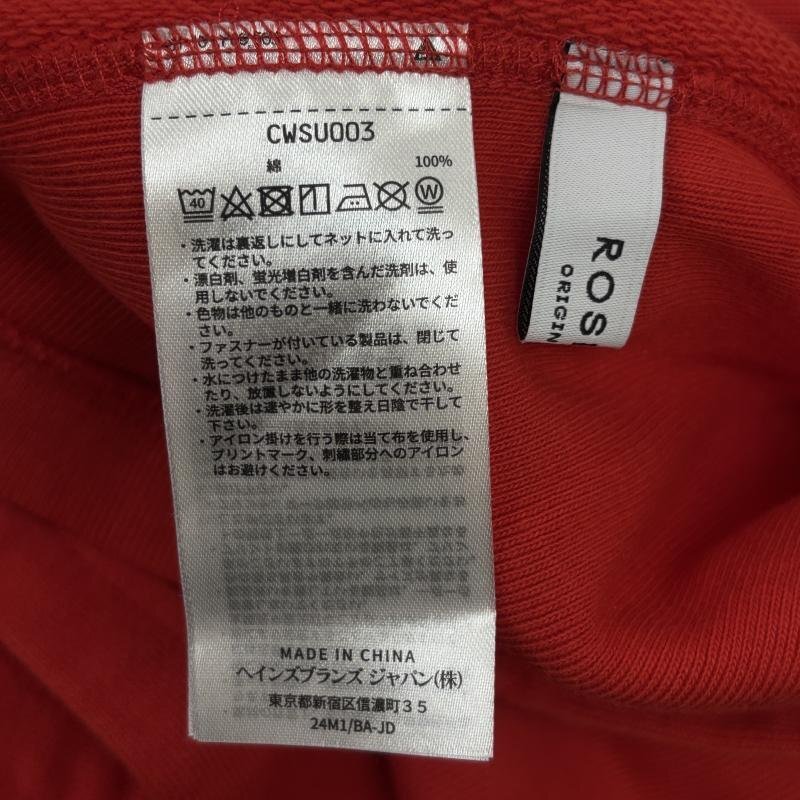 CWSU003
綿 100%
40
W
・洗濯は裏返しにしてネットに入れて洗っ
てください。
・漂白剤、蛍光増白剤を含んだ洗剤は、使
用しないでください。
・色物は他のものと一緒に洗わないでくだ
さい。
・ファスナーが付いている製品は、閉じて
洗ってください。
・水につけたまま他の洗濯物と重ね合わせ
たり、放置しないようにしてください。
・洗濯後は速やかに形を整え日陰で干して
下さい。
・アイロン掛けを行う際は当て布を使用し、
プリントマーク、刺繍部分へのアイロン
はお避けください。
MADE IN CHINA
ヘインズブランズ ジャパン(株)
東京都新宿区信濃町35
24M1/BA-JD
ROS
ORIGIN